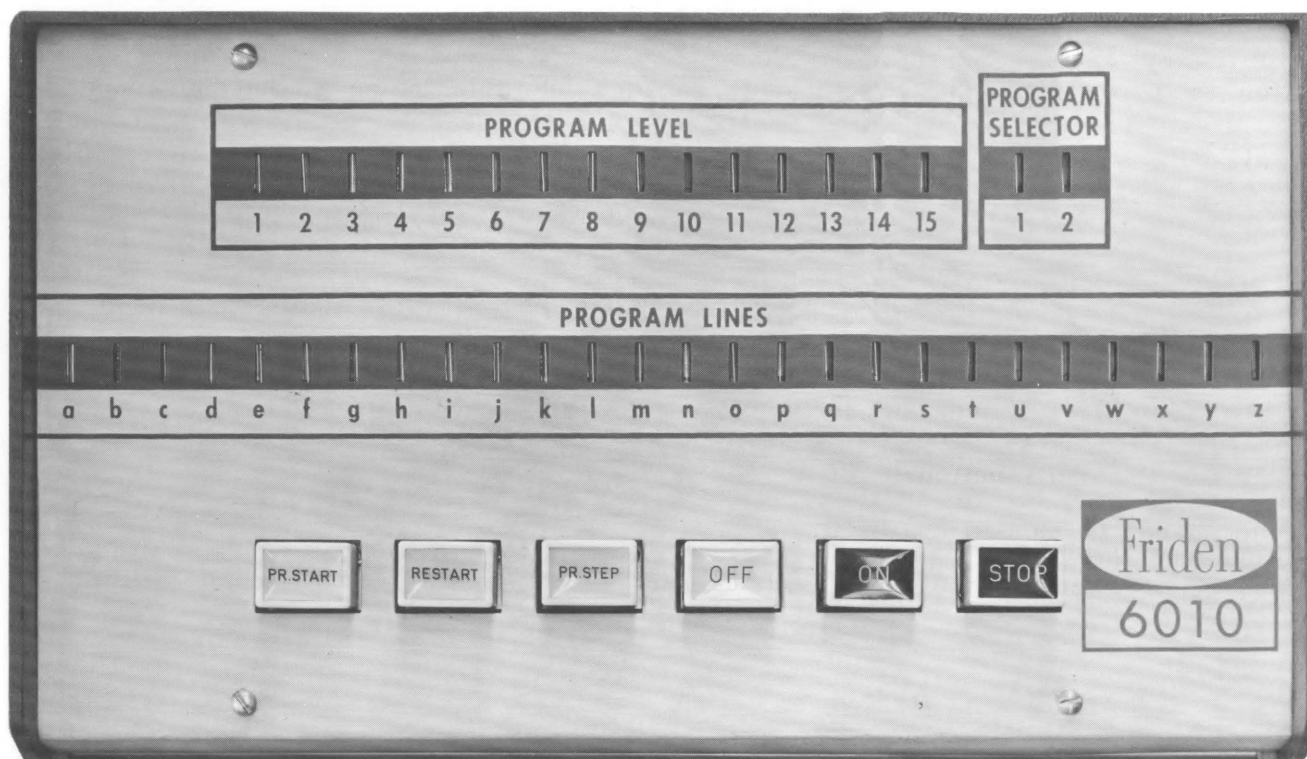 PROGRAM LEVEL
1 2 3 4 5 6 7 8 9 10 11 12 13 14 15
PROGRAM
SELECTOR
1 2
PROGRAM LINES
a b c d e f g h i j k l m n o p q r s t u v w x y z
PR.START RESTART PR.STEP OFF ON STOP
Friden
6010